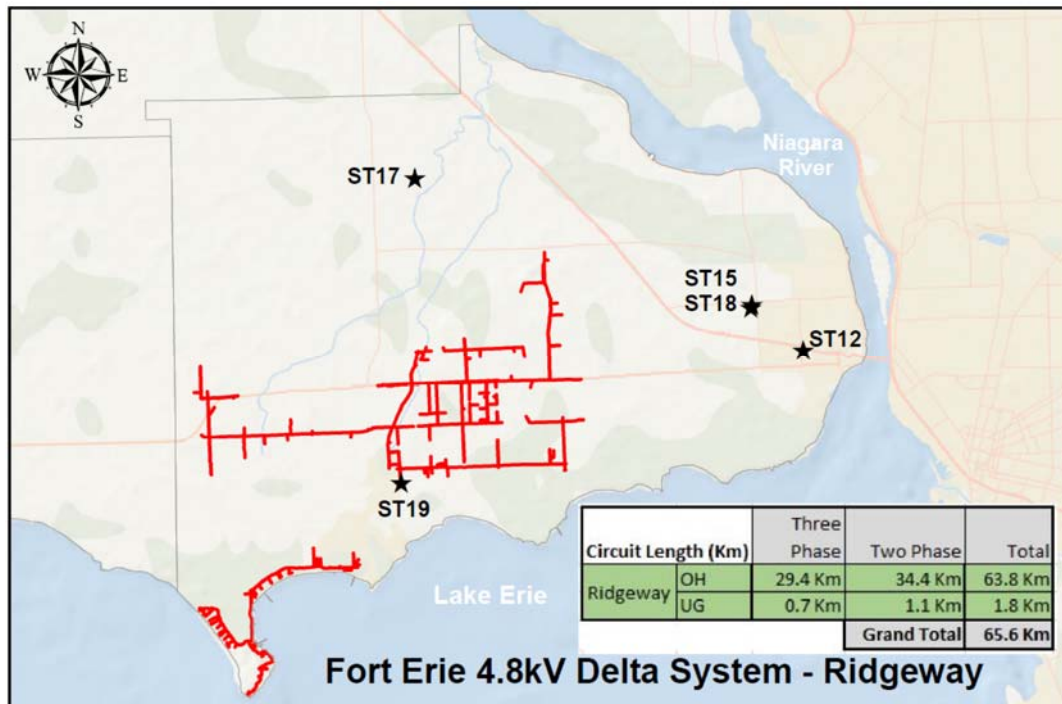 N
W E
S
Niagara
River
ST17
ST15
ST18
ST12
ST19
Lake Erie
Circuit Length (Km) Three Phase Two Phase Total
Ridgeway OH 29.4 Km 34.4 Km 63.8 Km
UG 0.7 Km 1.1 Km 1.8 Km
Grand Total 65.6 Km
Fort Erie 4.8kV Delta System - Ridgeway